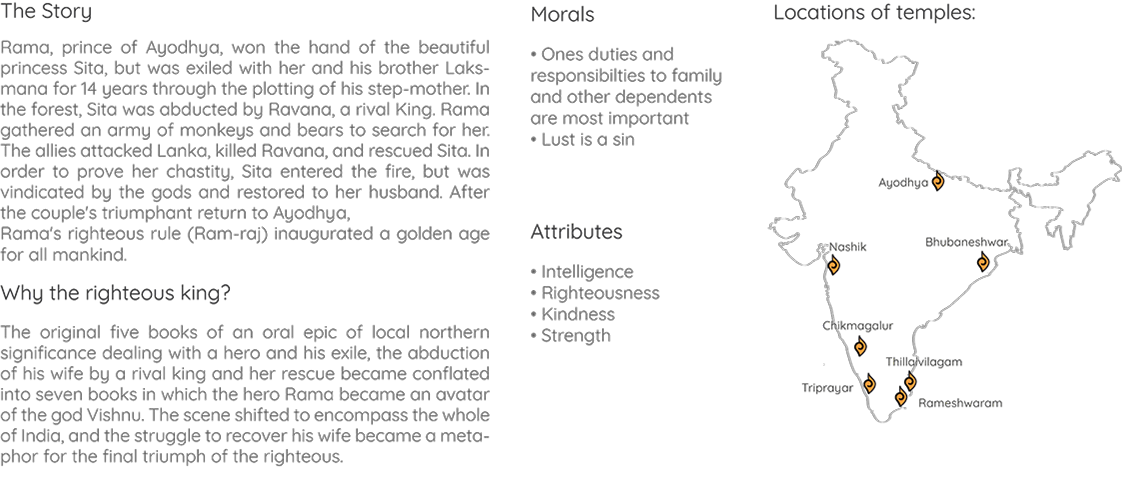 The Story
Rama, prince of Ayodhya, won the hand of the beautiful
princess Sita, but was exiled with her and his brother Laks-
mana for 14 years through the plotting of his step-mother. In
the forest, Sita was abducted by Ravana, a rival King. Rama
gathered an army of monkeys and bears to search for her.
The allies attacked Lanka, killed Ravana, and rescued Sita. In
order to prove her chastity, Sita entered the fire, but was
vindicated by the gods and restored to her husband. After
the couple's triumphant return to Ayodhya,
Rama's righteous rule (Ram-raj) inaugurated a golden age
for all mankind.
Why the righteous king?
The original five books of an oral epic of local northern
significance dealing with a hero and his exile, the abduction
of his wife by a rival king and her rescue became conflated
into seven books in which the hero Rama became an avatar
of the god Vishnu. The scene shifted to encompass the whole
of India, and the struggle to recover his wife became a meta-
phor for the final triumph of the righteous.
Morals
• Ones duties and
responsibilties to family
and other dependents
are most important
• Lust is a sin
Attributes
• Intelligence
• Righteousness
• Kindness
• Strength
Locations of temples:
Ayodhya
Nashik
Bhubaneshwar
Chikmagalur
Thillaivilagam
Triprayar
Rameshwaram